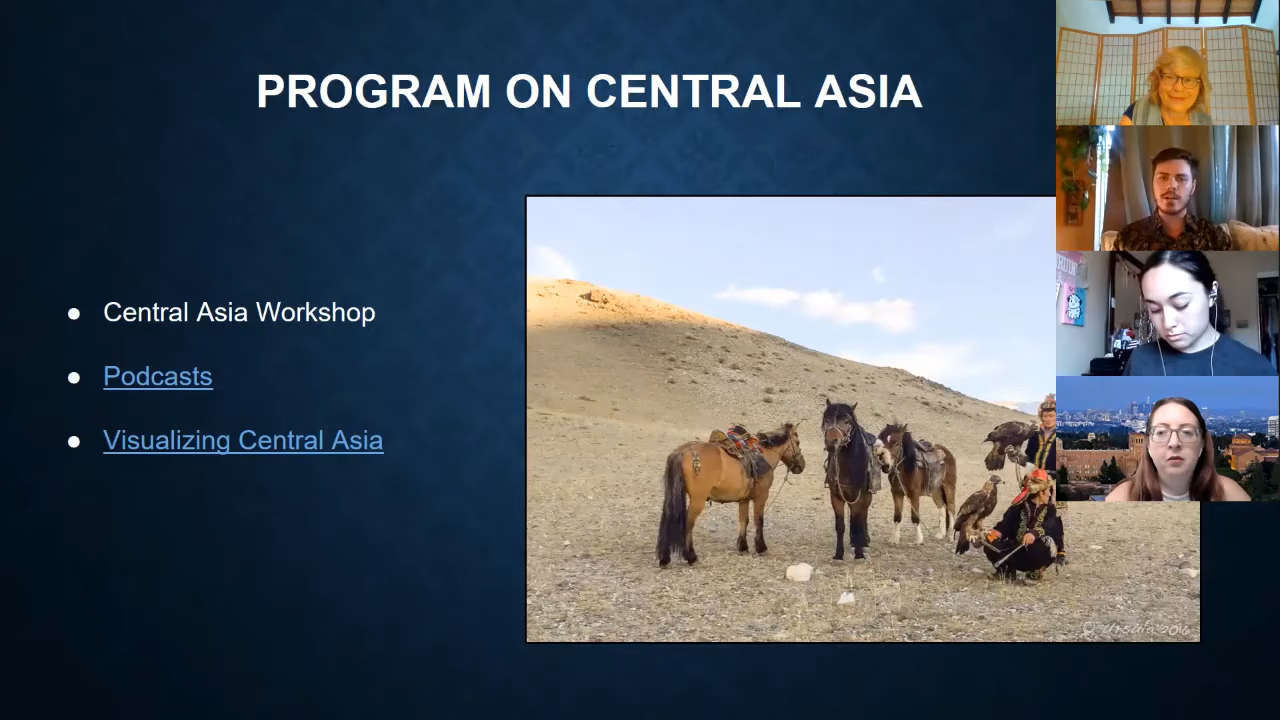 PROGRAM ON CENTRAL ASIA
Central Asia Workshop
Podcasts
Visualizing Central Asia